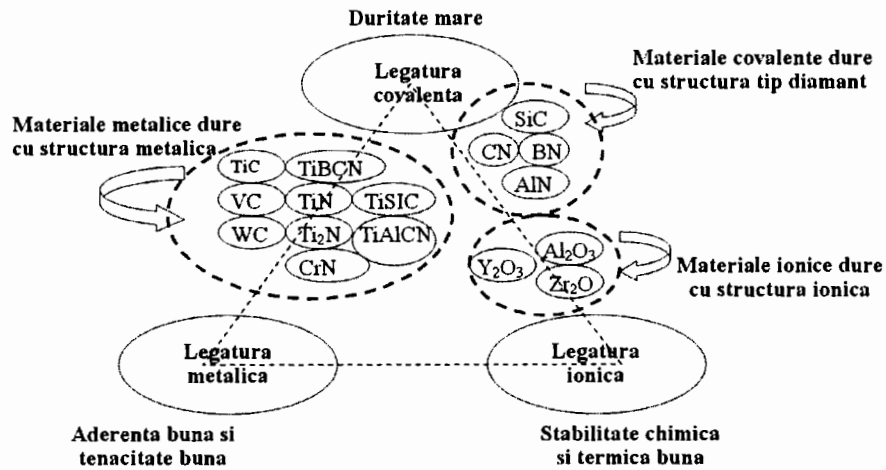 Duritate mare
Legatura
covalenta
Materiale covalente dure
cu structura tip diamant
SiC
CN BN
AlN
Materiale metalice dure
cu structura metalica
TiC TiBCN
VC TiN TiSIC
WC Ti₂N TiAlCN
CrN
Y₂O₃ Al₂O₃
Zr₂O
Materiale ionice dure
cu structura ionica
Legatura
metalica
Legatura
ionica
Aderenta buna si
tenacitate buna
Stabilitate chimica
si termica buna